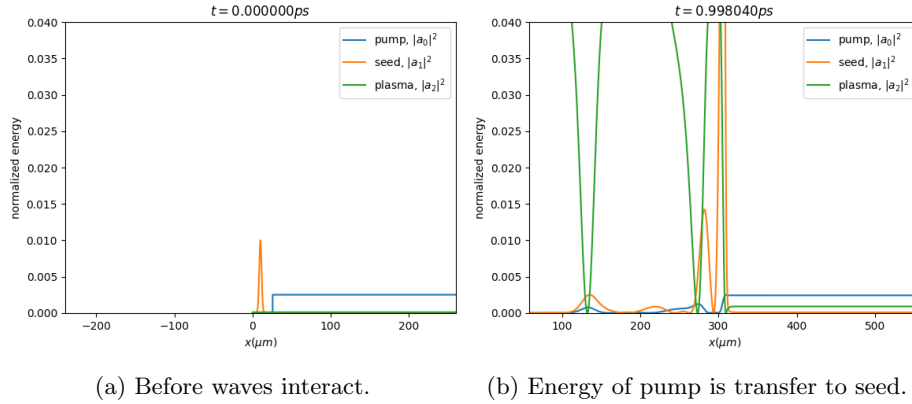 t = 0.000000ps
0.040
0.035
0.030
0.025
0.020
0.015
0.010
0.005
0.000
normalized energy
pump, |a₀|²
seed, |a₁|²
plasma, |a₂|²
−200 −100 0 100 200
x(μm)
(a) Before waves interact.
t = 0.998040ps
0.040
0.035
0.030
0.025
0.020
0.015
0.010
0.005
0.000
normalized energy
pump, |a₀|²
seed, |a₁|²
plasma, |a₂|²
100 200 300 400 500
x(μm)
(b) Energy of pump is transfer to seed.